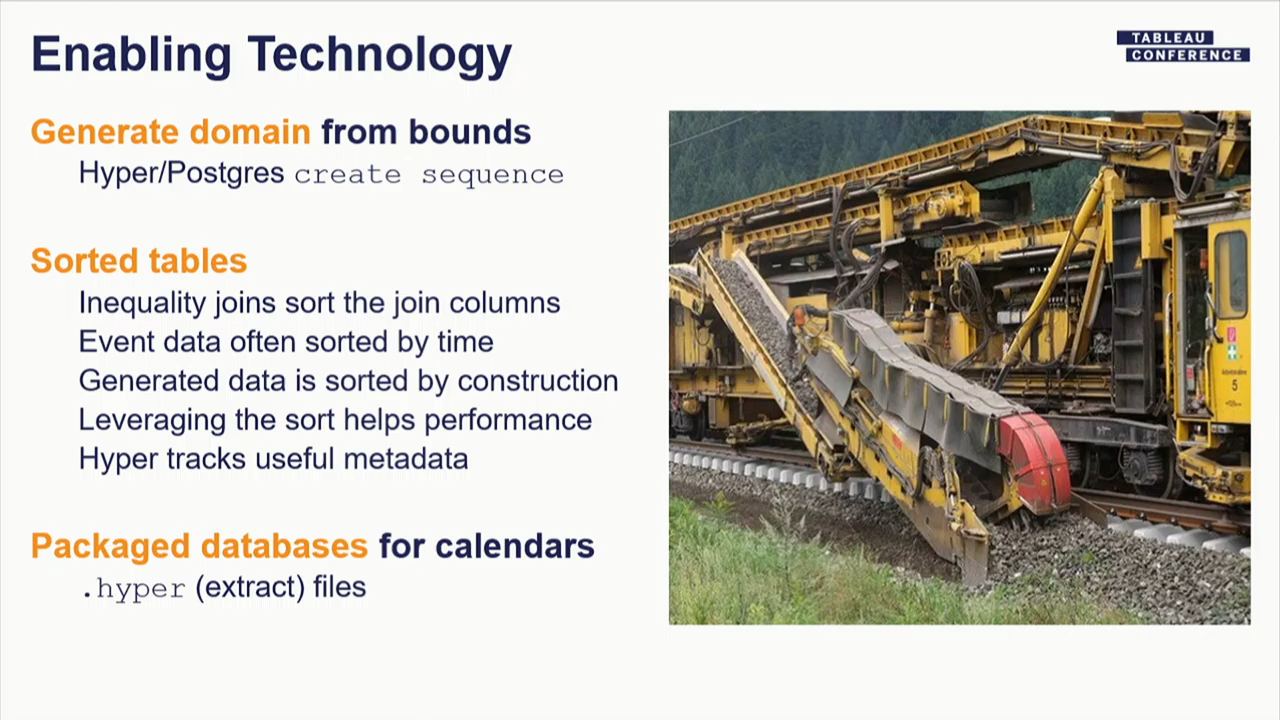 Enabling Technology
TABLEAU
CONFERENCE
Generate domain from bounds
Hyper/Postgres create sequence
Sorted tables
Inequality joins sort the join columns
Event data often sorted by time
Generated data is sorted by construction
Leveraging the sort helps performance
Hyper tracks useful metadata
Packaged databases for calendars
.hyper (extract) files
5